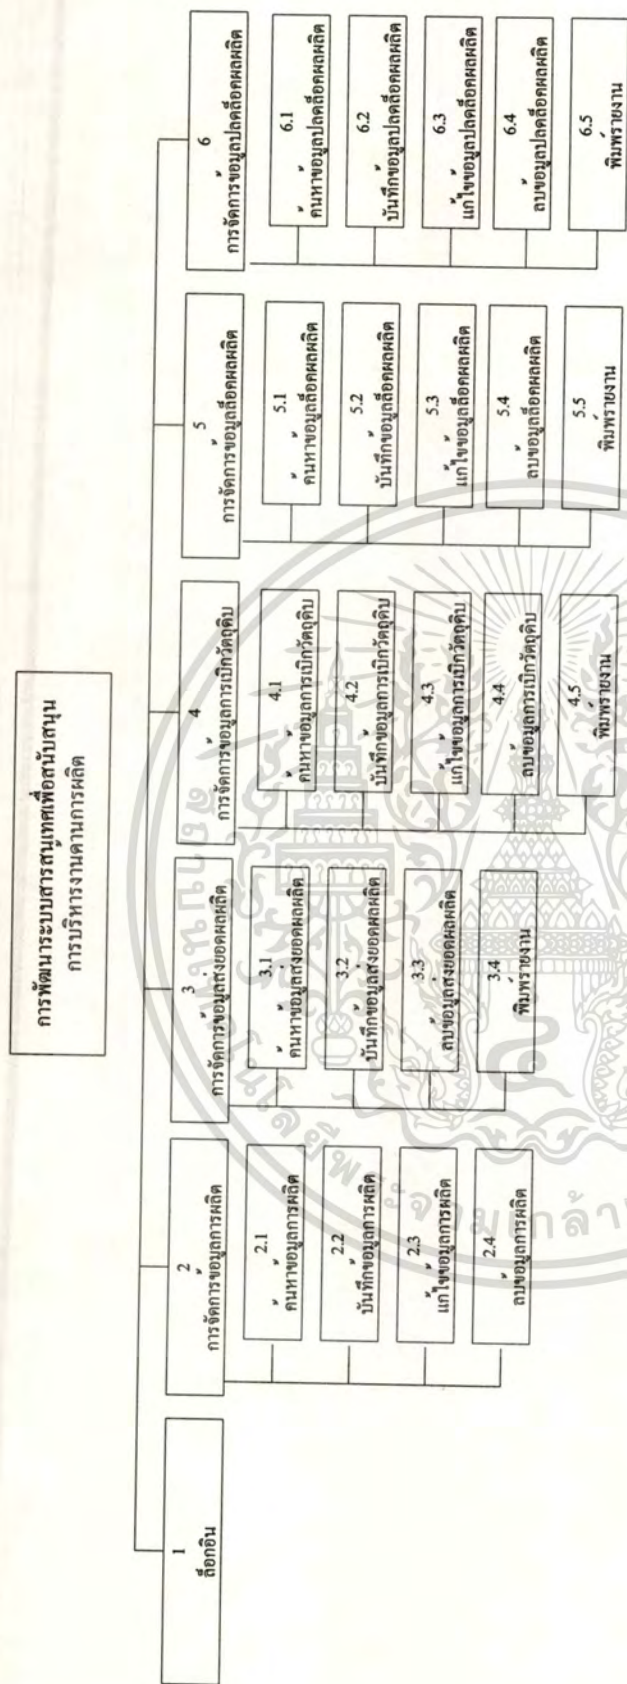 การพัฒนาระบบสารสนเทศเพื่อสนับสนุน
การบริหารงานด้านการผลิต
1
ล็อกอิน
2
การจัดการข้อมูลการผลิต
2.1
ค้นหาข้อมูลการผลิต
2.2
บันทึกข้อมูลการผลิต
2.3
แก้ไขข้อมูลการผลิต
2.4
ลบข้อมูลการผลิต
3
การจัดการข้อมูลส่งยอดผลผลิต
3.1
ค้นหาข้อมูลส่งยอดผลผลิต
3.2
บันทึกข้อมูลส่งยอดผลผลิต
3.3
ลบข้อมูลส่งยอดผลผลิต
3.4
พิมพ์รายงาน
4
การจัดการข้อมูลการเบิกวัตถุดิบ
4.1
ค้นหาข้อมูลการเบิกวัตถุดิบ
4.2
บันทึกข้อมูลการเบิกวัตถุดิบ
4.3
แก้ไขข้อมูลการเบิกวัตถุดิบ
4.4
ลบข้อมูลการเบิกวัตถุดิบ
4.5
พิมพ์รายงาน
5
การจัดการข้อมูลล็อคผลผลิต
5.1
ค้นหาข้อมูลล็อคผลผลิต
5.2
บันทึกข้อมูลล็อคผลผลิต
5.3
แก้ไขข้อมูลล็อคผลผลิต
5.4
ลบข้อมูลล็อคผลผลิต
5.5
พิมพ์รายงาน
6
การจัดการข้อมูลปลดล็อคผลผลิต
6.1
ค้นหาข้อมูลปลดล็อคผลผลิต
6.2
บันทึกข้อมูลปลดล็อคผลผลิต
6.3
แก้ไขข้อมูลปลดล็อคผลผลิต
6.4
ลบข้อมูลปลดล็อคผลผลิต
6.5
พิมพ์รายงาน